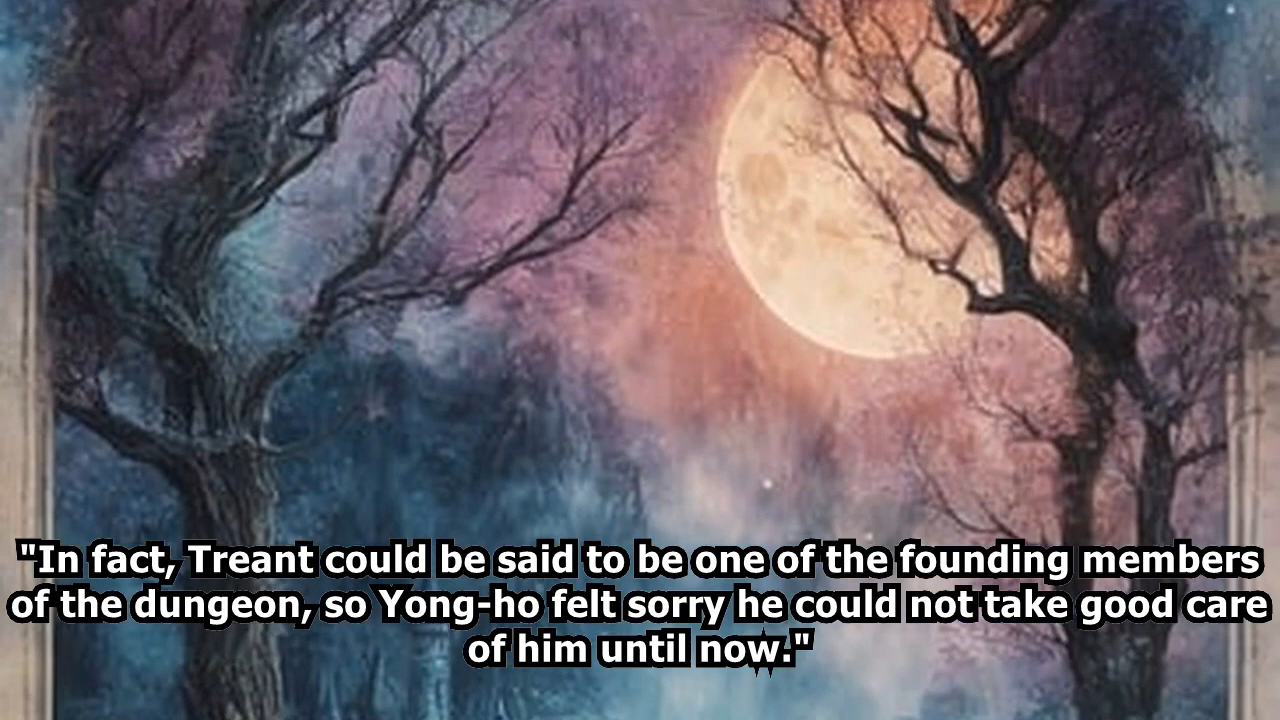 "In fact, Treant could be said to be one of the founding members
of the dungeon, so Yong-ho felt sorry he could not take good care
of him until now."